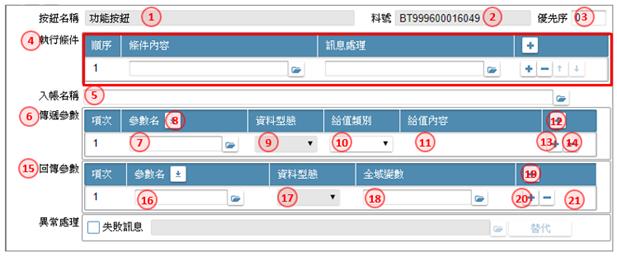 按鈕名稱 功能按鈕 1 料號 BT999600016049 2 優先序 03 3
4 執行條件 順序 條件內容 訊息處理
1
入帳名稱 5
6 傳遞參數 項次 參數名 8 資料型態 給值類別 給值內容 12
1 7 9 10 11 13 14
15 回傳參數 項次 參數名 資料型態 全域變數 19
1 16 17 18 20 21
異常處理 失敗訊息 替代